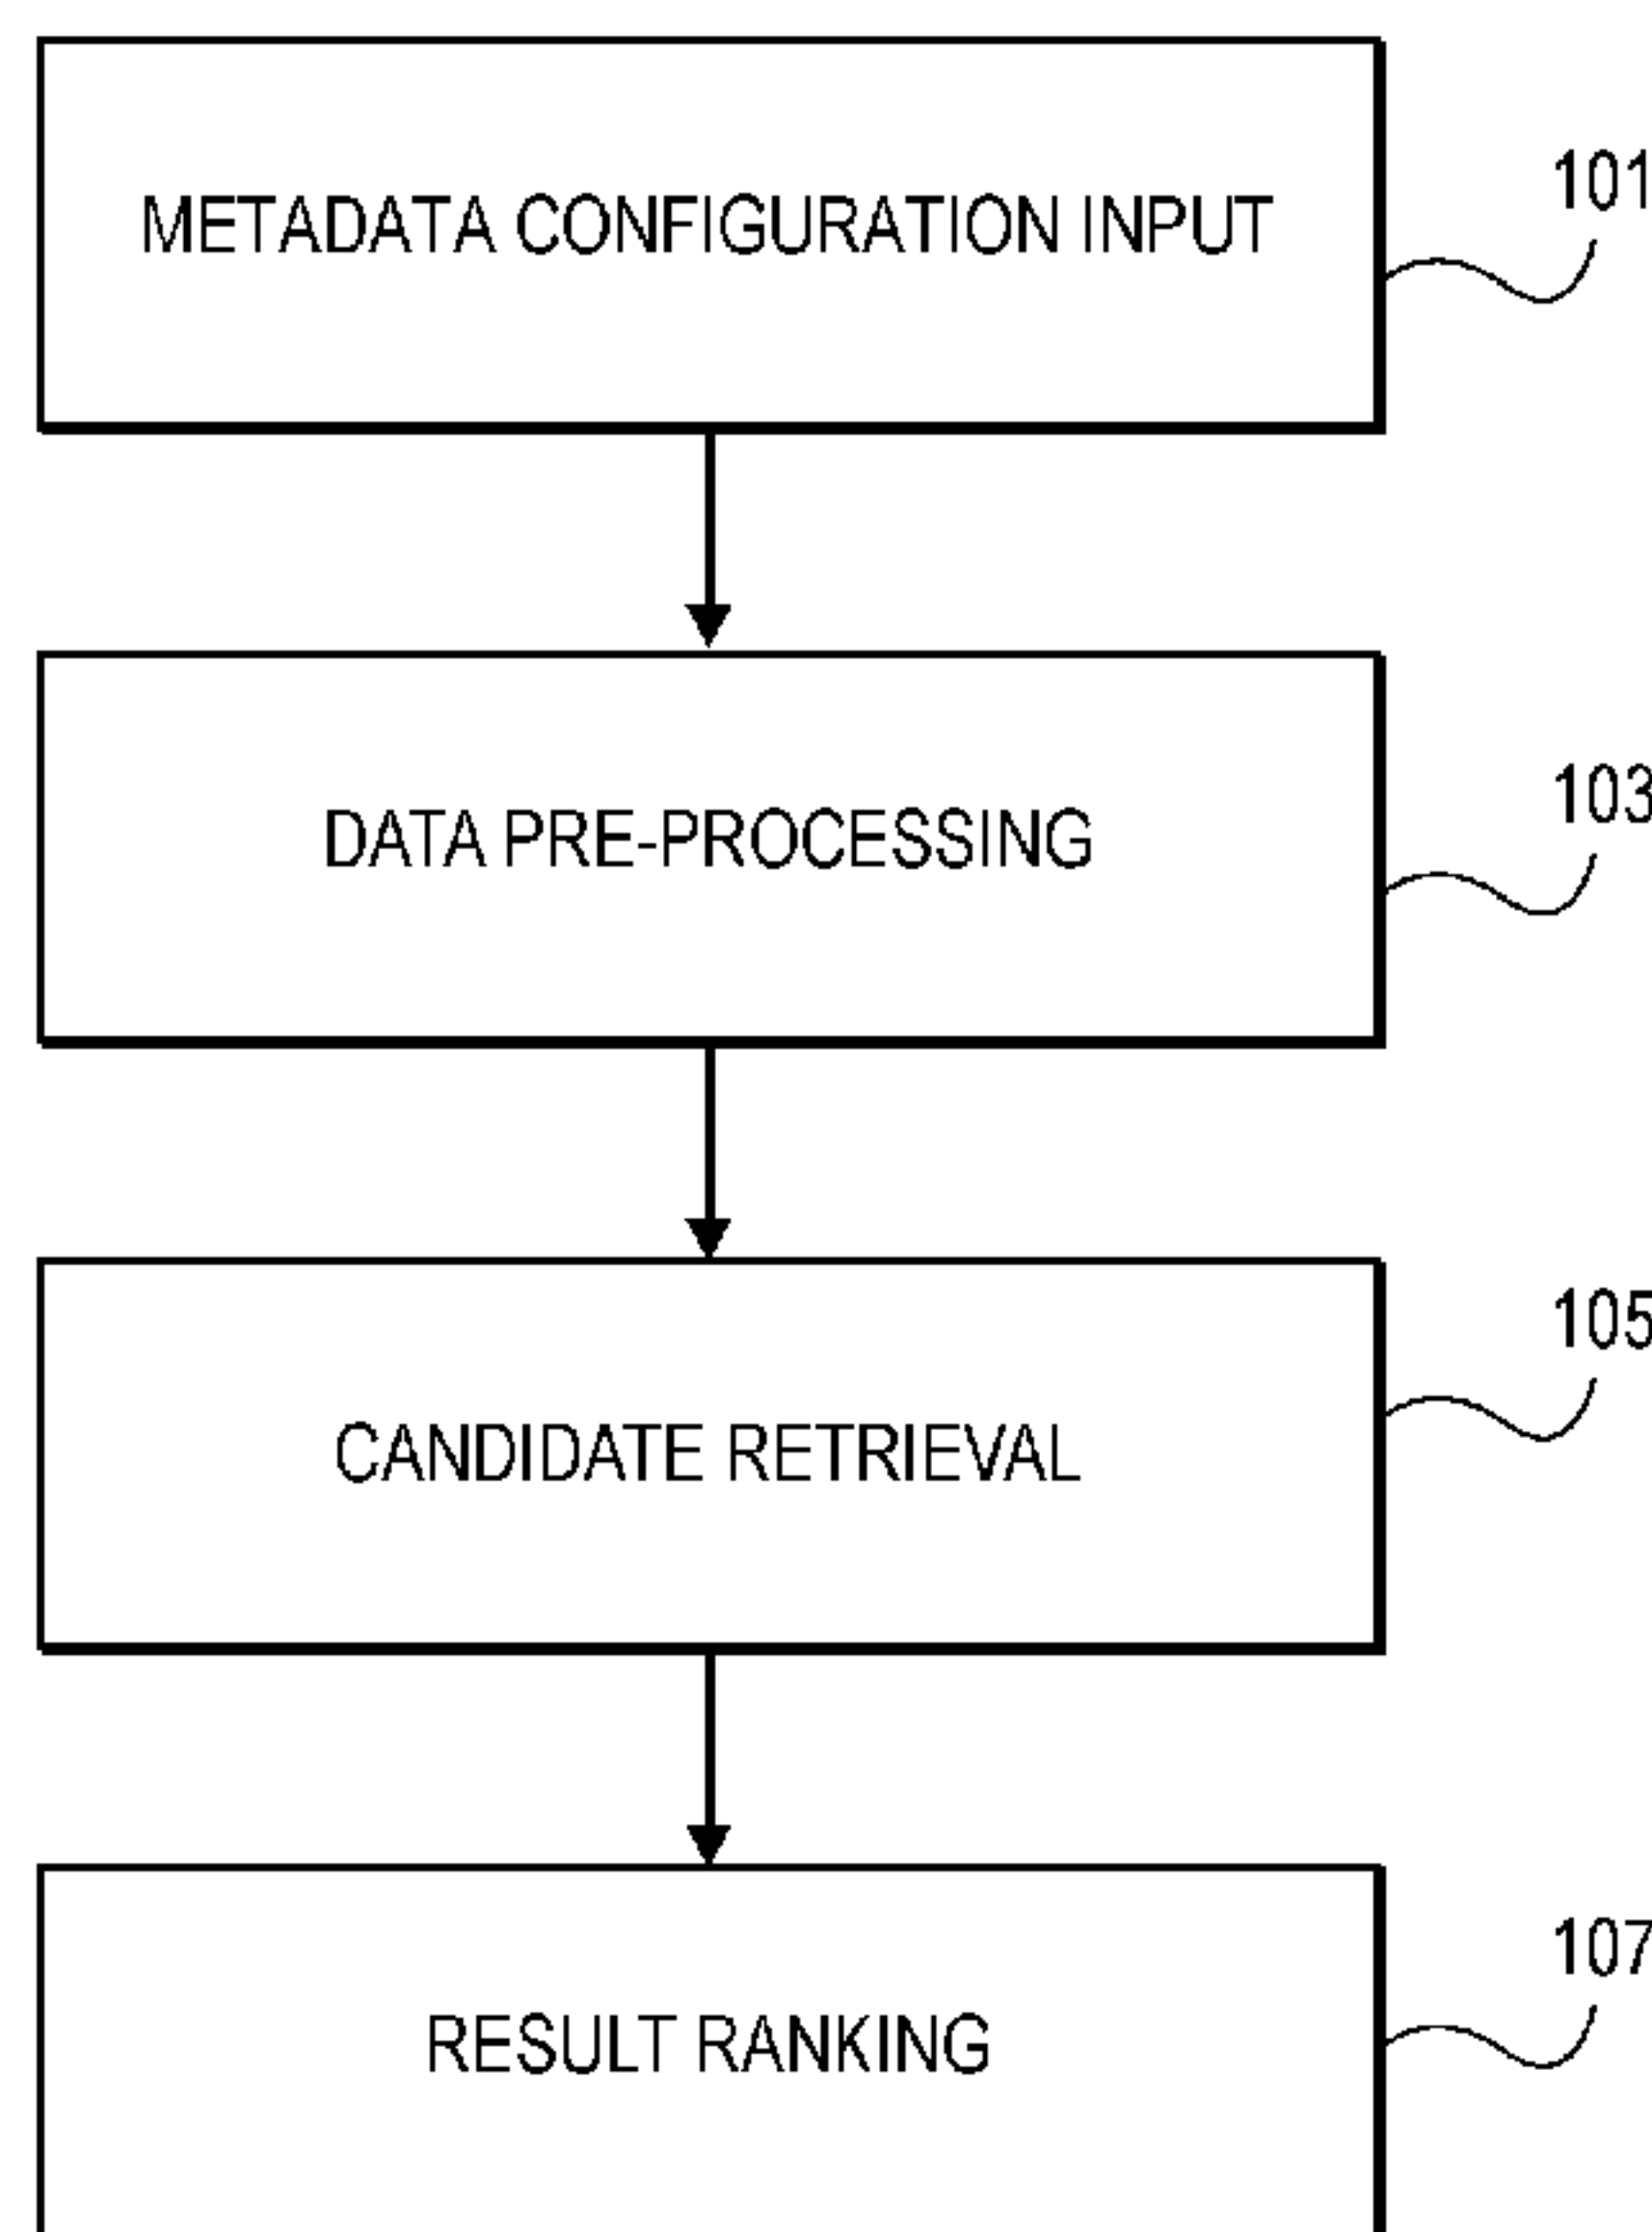 METADATA CONFIGURATION INPUT
101
DATA PRE-PROCESSING
103
CANDIDATE RETRIEVAL
105
RESULT RANKING
107